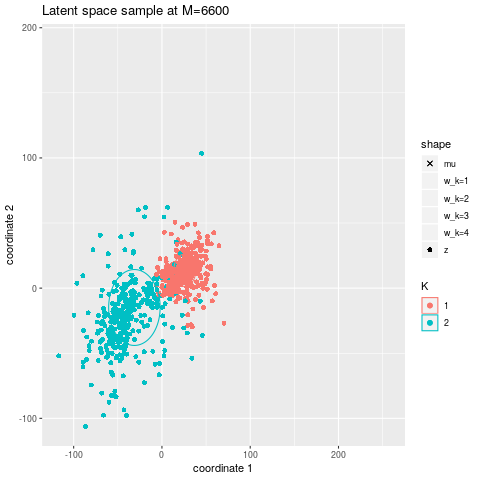 Latent space sample at M=6600
200
100
0
-100
-100
0
100
200
coordinate 1
coordinate 2
shape
mu
w_k=1
w_k=2
w_k=3
w_k=4
z
K
1
2